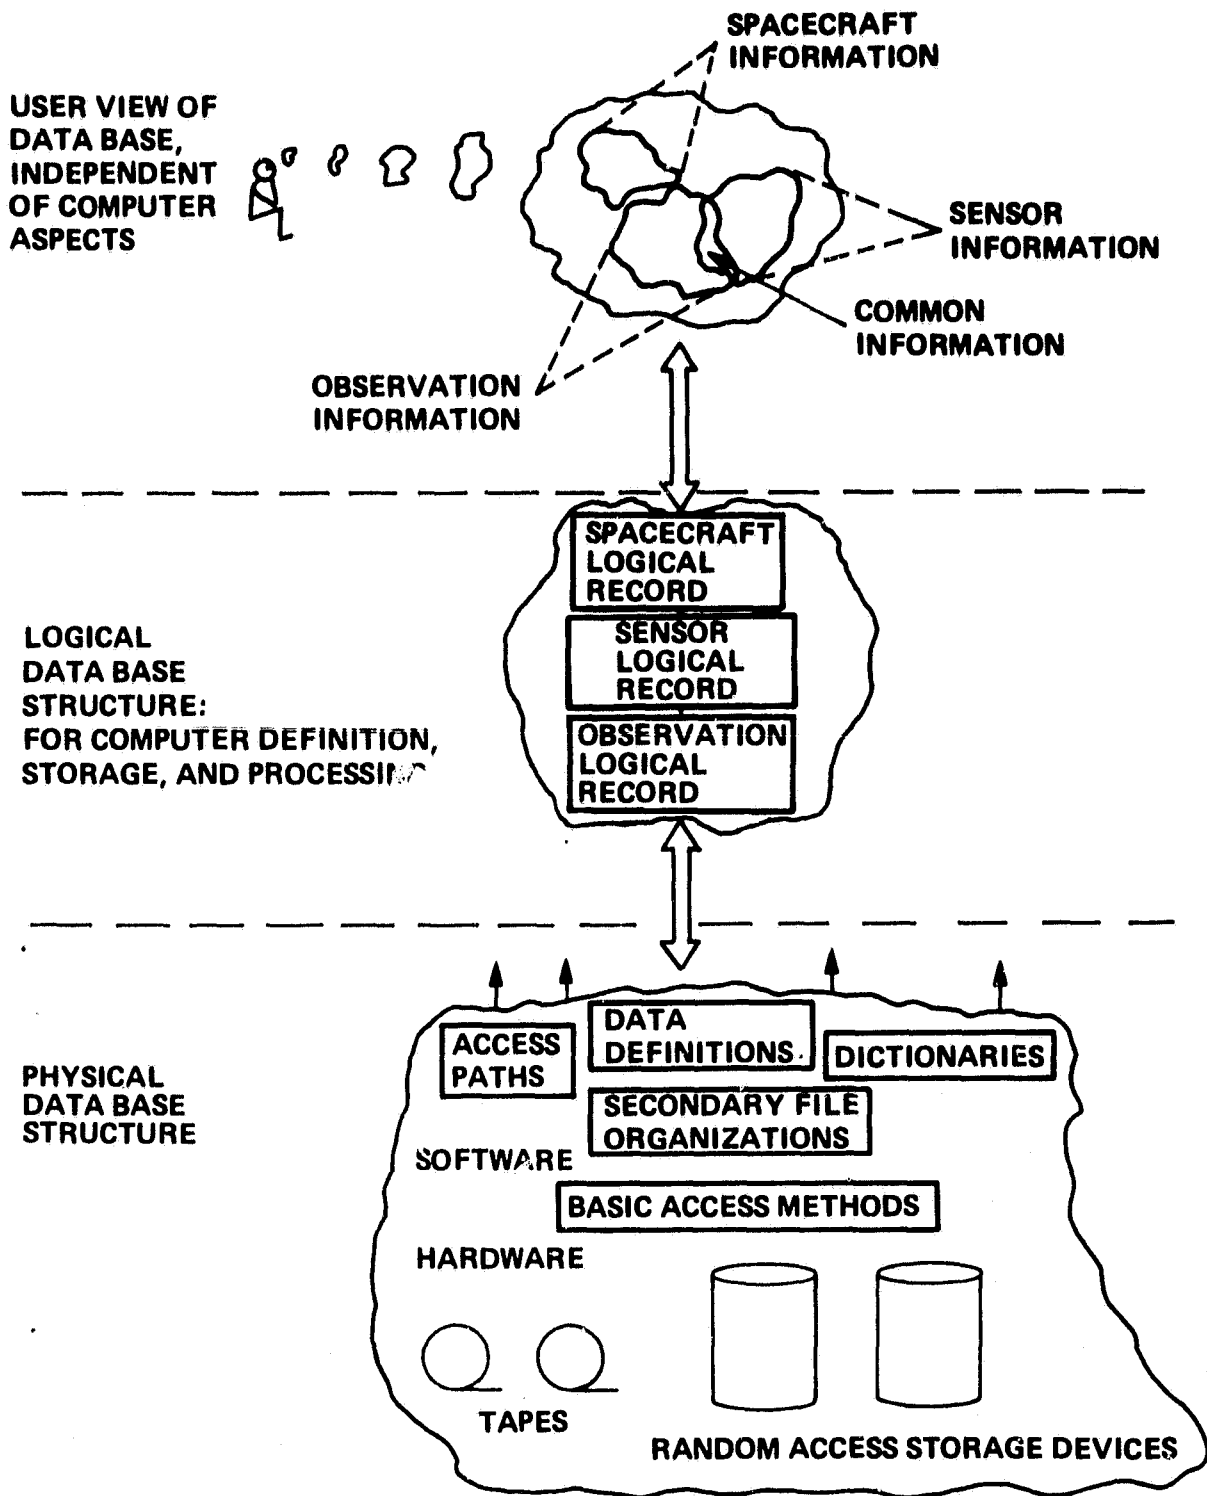 SPACECRAFT
INFORMATION
USER VIEW OF
DATA BASE,
INDEPENDENT
OF COMPUTER
ASPECTS
SENSOR
INFORMATION
COMMON
INFORMATION
OBSERVATION
INFORMATION
SPACECRAFT
LOGICAL
RECORD
SENSOR
LOGICAL
RECORD
OBSERVATION
LOGICAL
RECORD
LOGICAL
DATA BASE
STRUCTURE:
FOR COMPUTER DEFINITION,
STORAGE, AND PROCESSING
PHYSICAL
DATA BASE
STRUCTURE
ACCESS
PATHS
DATA
DEFINITIONS
DICTIONARIES
SECONDARY FILE
ORGANIZATIONS
SOFTWARE
BASIC ACCESS METHODS
HARDWARE
TAPES
RANDOM ACCESS STORAGE DEVICES